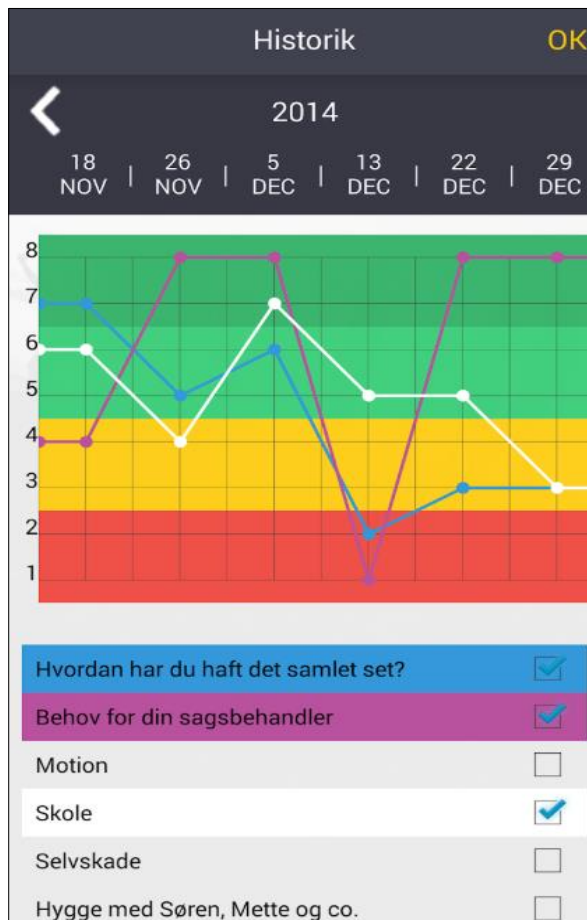 Historik OK
2014
18 NOV | 26 NOV | 5 DEC | 13 DEC | 22 DEC | 29 DEC
8
7
6
5
4
3
2
1
Hvordan har du haft det samlet set?
Behov for din sagsbehandler
Motion
Skole
Selvskade
Hygge med Søren, Mette og co.